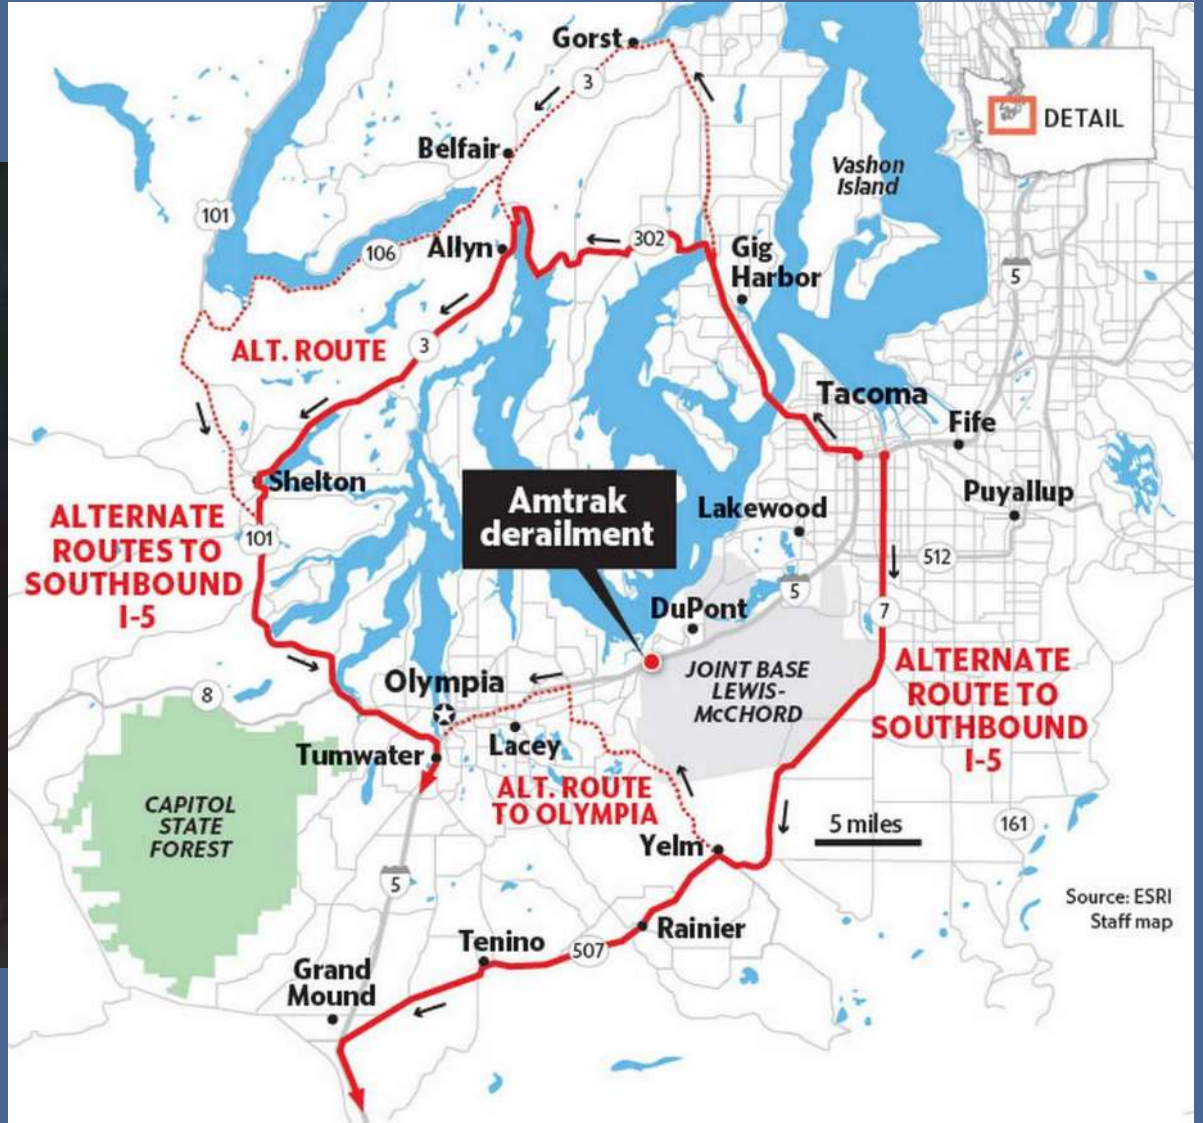 Gorst
3
DETAIL
Belfair
Vashon
Island
101
106
Allyn
302
Gig
Harbor
5
ALT. ROUTE
3
Tacoma
Fife
Shelton
Amtrak
derailment
Lakewood
Puyallup
ALTERNATE
ROUTES TO
SOUTHBOUND
I-5
101
512
5
DuPont
7
JOINT BASE
LEWIS-
McCHORD
ALTERNATE
ROUTE TO
SOUTHBOUND
I-5
Olympia
8
Lacey
Tumwater
ALT. ROUTE
TO OLYMPIA
CAPITOL
STATE
FOREST
5 miles
161
Yelm
5
Source: ESRI
Staff map
Rainier
Tenino
507
Grand
Mound